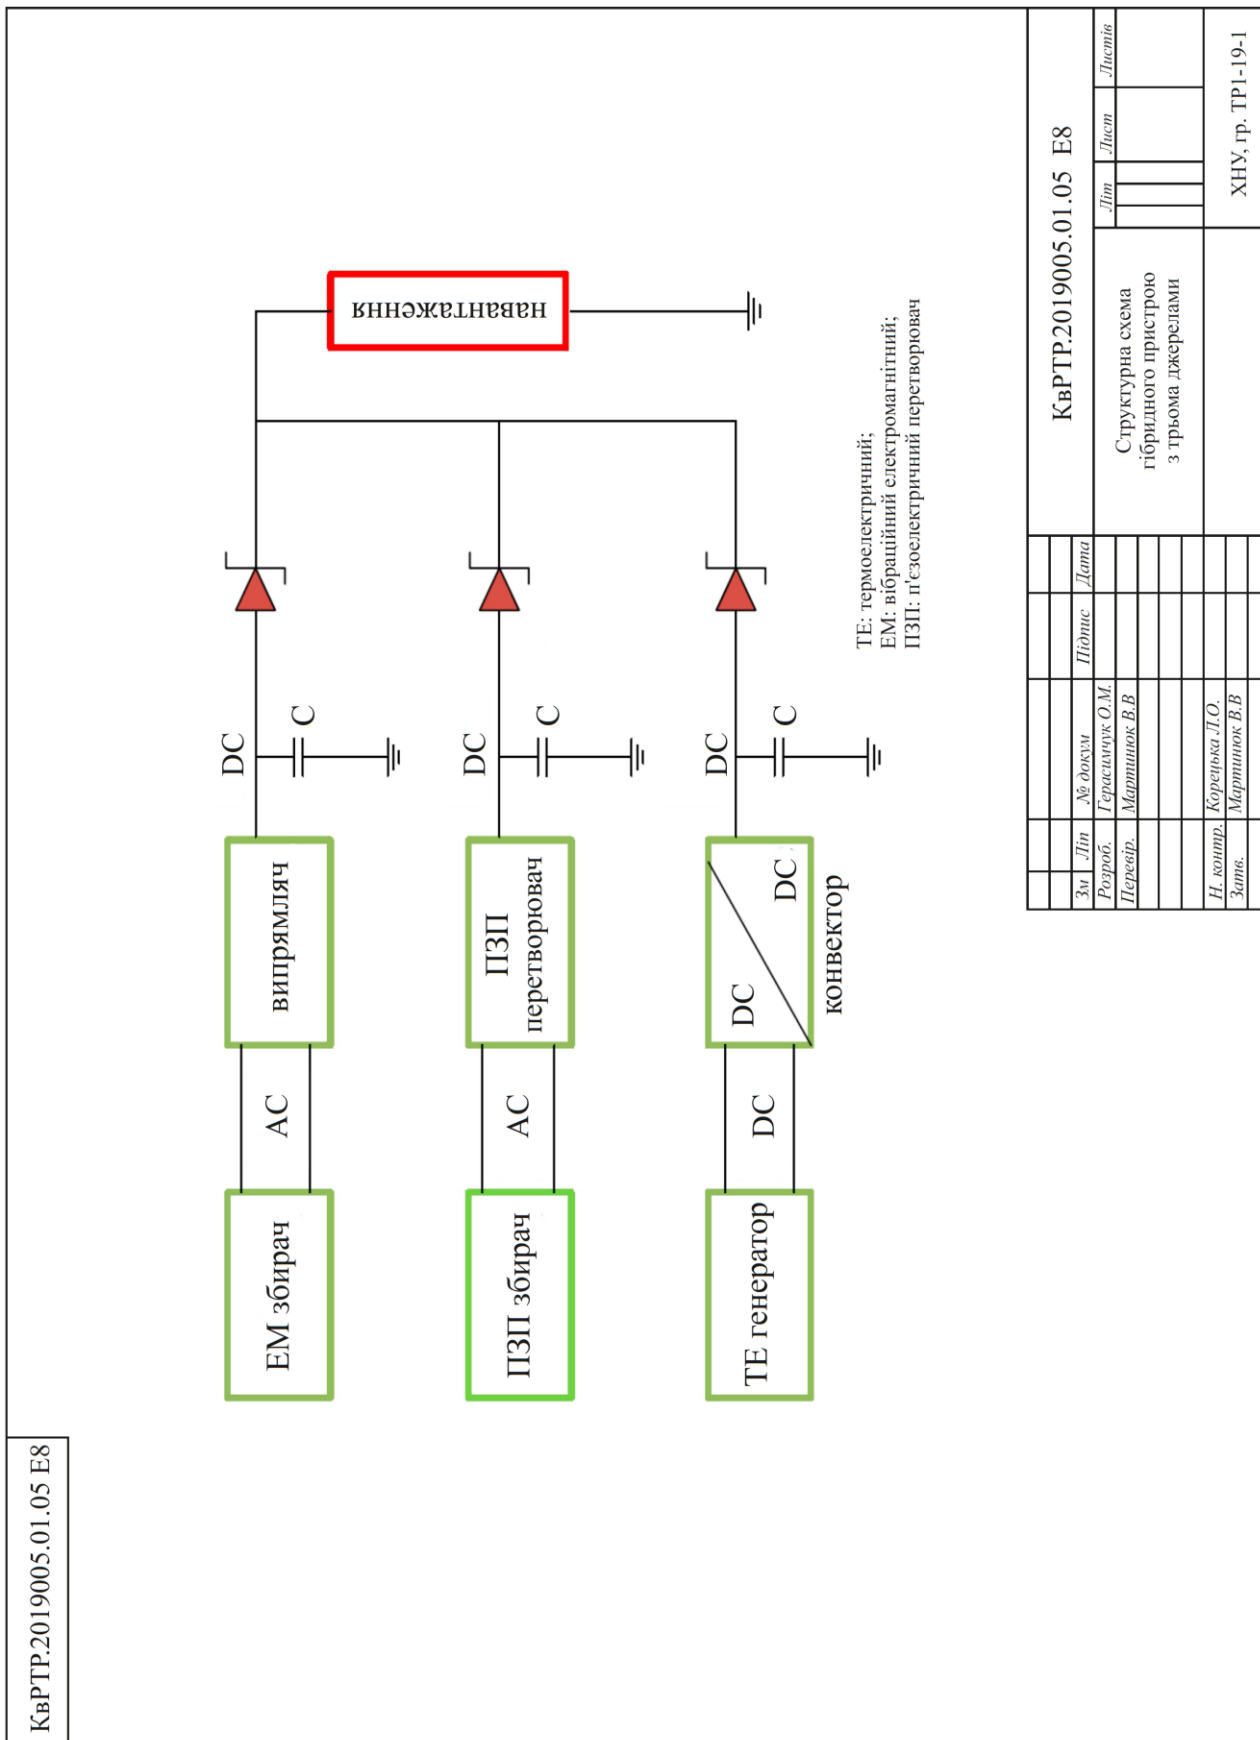 КвРТР.2019005.01.05 Е8
ЕМ збирач
АС
випрямляч
DC
С
ПЗП збирач
АС
ПЗП
перетворювач
DC
С
ТЕ генератор
DC
DC
DC
конвектор
DC
С
навантаження
ТЕ: термоелектричний;
ЕМ: вібраційний електромагнітний;
ПЗП: п'єзоелектричний перетворювач
КвРТР.2019005.01.05 Е8
Зм Ліп № докум Підпис Дата
Розроб. Герасимчук О.М.
Перевір. Мартинюк В.В
Н. контр. Корецька Л.О.
Затв. Мартинюк В.В
Структурна схема
гібридного пристрою
з трьома джерелами
Літ Лист Листів
ХНУ, гр. ТР1-19-1